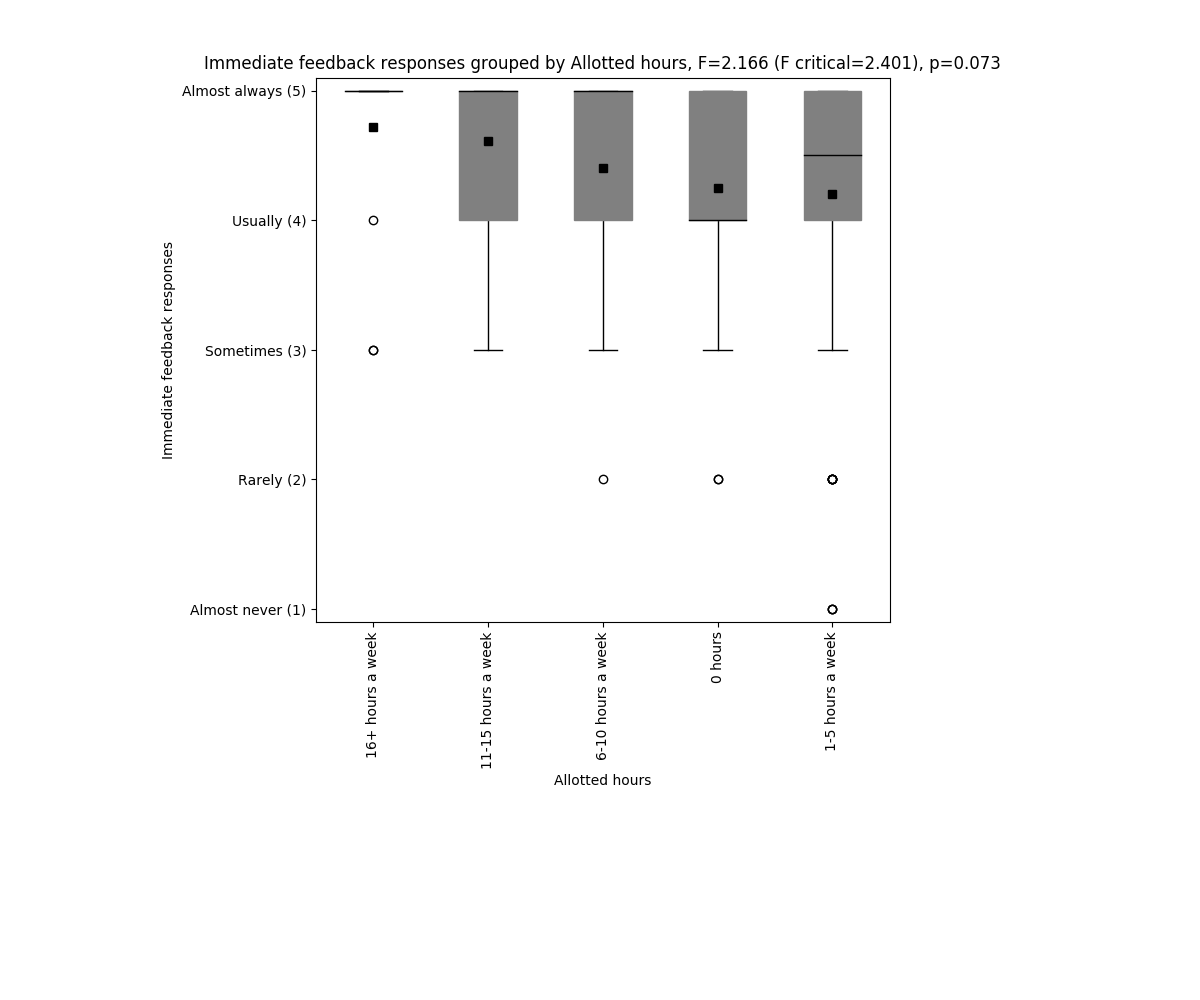 Immediate feedback responses grouped by Allotted hours, F=2.166 (F critical=2.401), p=0.073
Almost always (5)
Usually (4)
Sometimes (3)
Rarely (2)
Almost never (1)
Immediate feedback responses
16+ hours a week
11-15 hours a week
6-10 hours a week
0 hours
1-5 hours a week
Allotted hours